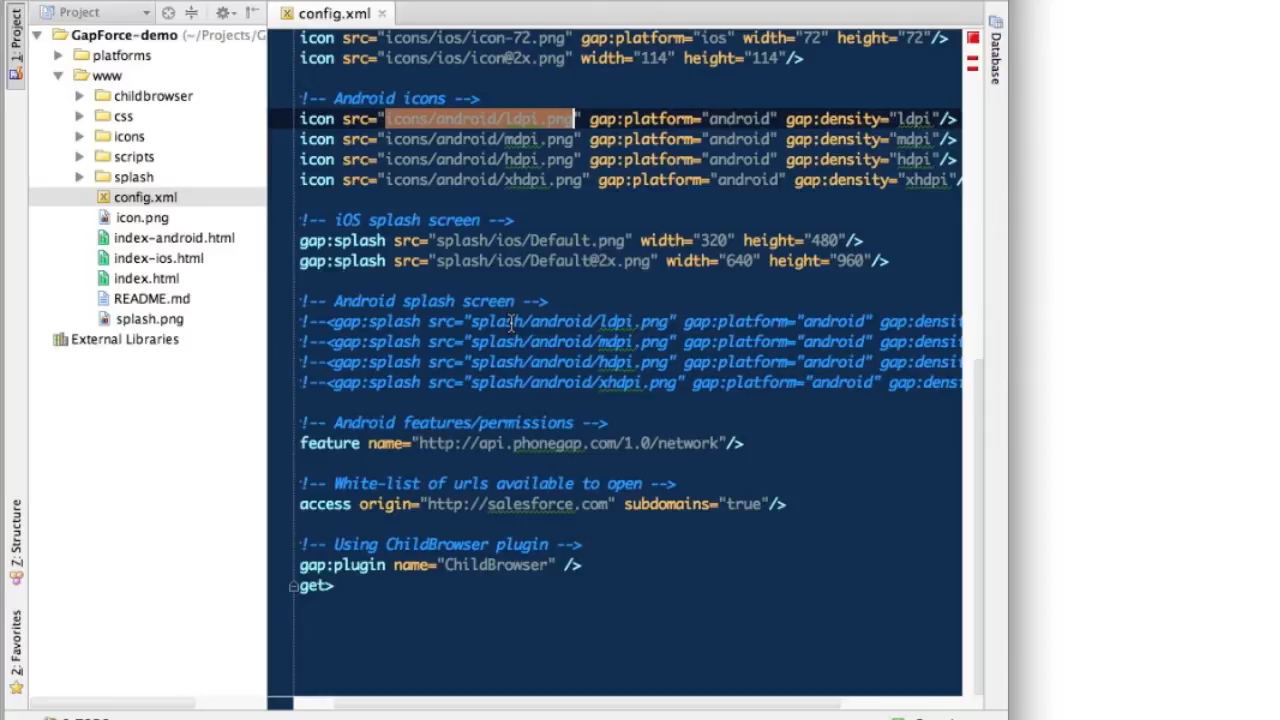 1: Project
Project
config.xml
GapForce-demo (~/Projects/G
platforms
www
childbrowser
css
icons
scripts
splash
config.xml
icon.png
index-android.html
index-ios.html
index.html
README.md
splash.png
External Libraries
icon src="icons/ios/icon-72.png" gap:platform="ios" width="72" height="72"/>
icon src="icons/ios/icon@2x.png" width="114" height="114"/>
!-- Android icons -->
icon src="icons/android/ldpi.png" gap:platform="android" gap:density="ldpi"/>
icon src="icons/android/mdpi.png" gap:platform="android" gap:density="mdpi"/>
icon src="icons/android/hdpi.png" gap:platform="android" gap:density="hdpi"/>
icon src="icons/android/xhdpi.png" gap:platform="android" gap:density="xhdpi"/
!-- iOS splash screen -->
gap:splash src="splash/ios/Default.png" width="320" height="480"/>
gap:splash src="splash/ios/Default@2x.png" width="640" height="960"/>
!-- Android splash screen -->
!--<gap:splash src="splash/android/ldpi.png" gap:platform="android" gap:densit
!--<gap:splash src="splash/android/mdpi.png" gap:platform="android" gap:densit
!--<gap:splash src="splash/android/hdpi.png" gap:platform="android" gap:densit
!--<gap:splash src="splash/android/xhdpi.png" gap:platform="android" gap:densi
!-- Android features/permissions -->
feature name="http://api.phonegap.com/1.0/network"/>
!-- White-list of urls available to open -->
access origin="http://salesforce.com" subdomains="true"/>
!-- Using ChildBrowser plugin -->
gap:plugin name="ChildBrowser" />
get>
Database
Z: Structure
2: Favorites